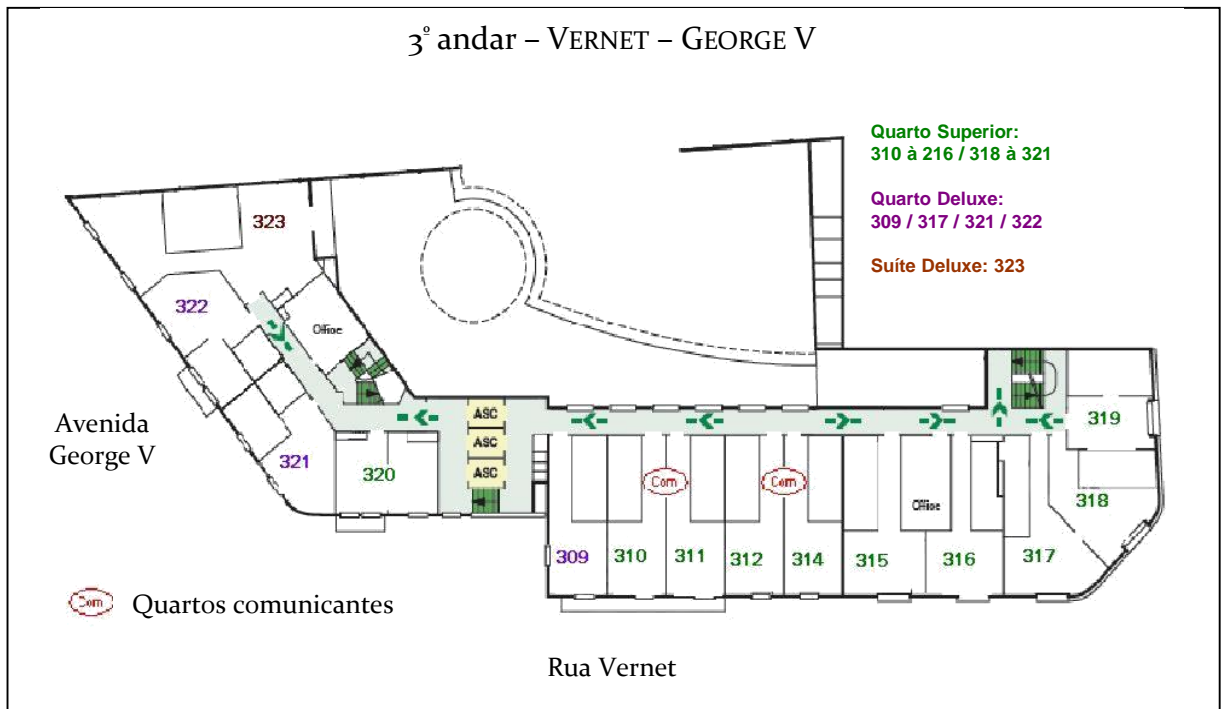 3º andar – VERNET – GEORGE V
Quarto Superior:
310 à 216 / 318 à 321
Quarto Deluxe:
309 / 317 / 321 / 322
Suíte Deluxe: 323
323
322
Office
Avenida
George V
321
320
ASC
ASC
ASC
Com
Com
319
318
Office
309
310
311
312
314
315
316
317
Com Quartos comunicantes
Rua Vernet